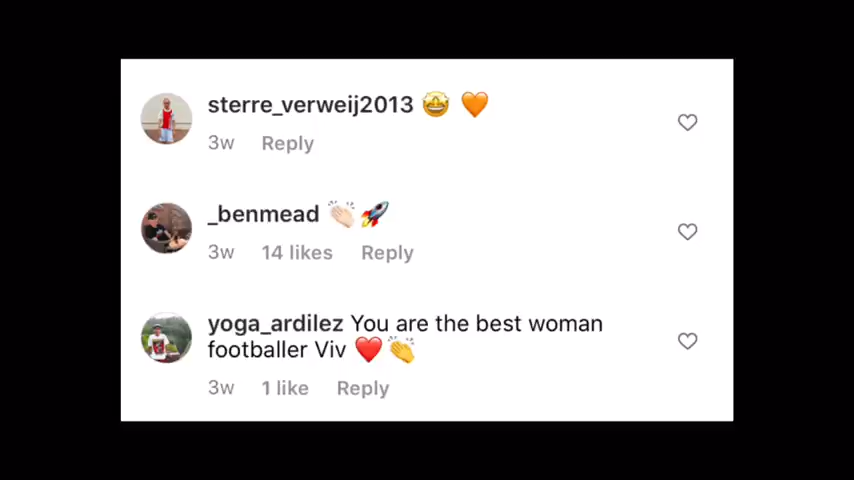 sterre_verweij2013 🤩 🧡
3w Reply
_benmead 👏🏻🚀
3w 14 likes Reply
yoga_ardilez You are the best woman
footballer Viv ❤️👏
3w 1 like Reply